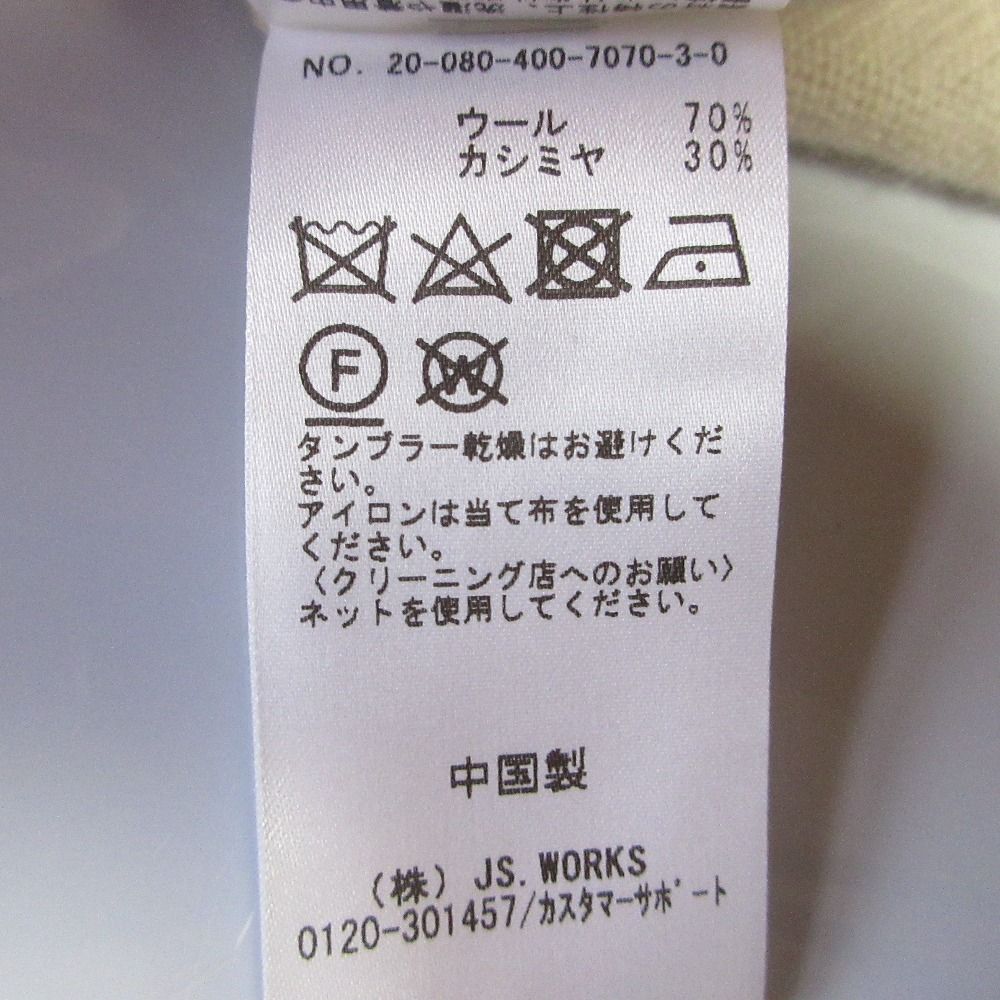 NO. 20-080-400-7070-3-0
ウール 70%
カシミヤ 30%
F
W
タンブラー乾燥はお避けくだ
さい。
アイロンは当て布を使用して
ください。
〈クリーニング店へのお願い〉
ネットを使用してください。
中国製
(株) JS.WORKS
0120-301457/カスタマーサポート